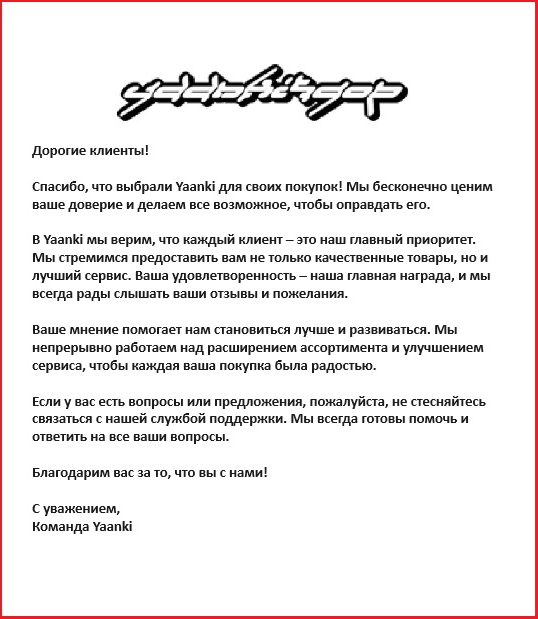 Дорогие клиенты!
Спасибо, что выбрали Yaanki для своих покупок! Мы бесконечно ценим
ваше доверие и делаем все возможное, чтобы оправдать его.
В Yaanki мы верим, что каждый клиент – это наш главный приоритет.
Мы стремимся предоставить вам не только качественные товары, но и
лучший сервис. Ваша удовлетворенность – наша главная награда, и мы
всегда рады слышать ваши отзывы и пожелания.
Ваше мнение помогает нам становиться лучше и развиваться. Мы
непрерывно работаем над расширением ассортимента и улучшением
сервиса, чтобы каждая ваша покупка была радостью.
Если у вас есть вопросы или предложения, пожалуйста, не стесняйтесь
связаться с нашей службой поддержки. Мы всегда готовы помочь и
ответить на все ваши вопросы.
Благодарим вас за то, что вы с нами!
С уважением,
Команда Yaanki